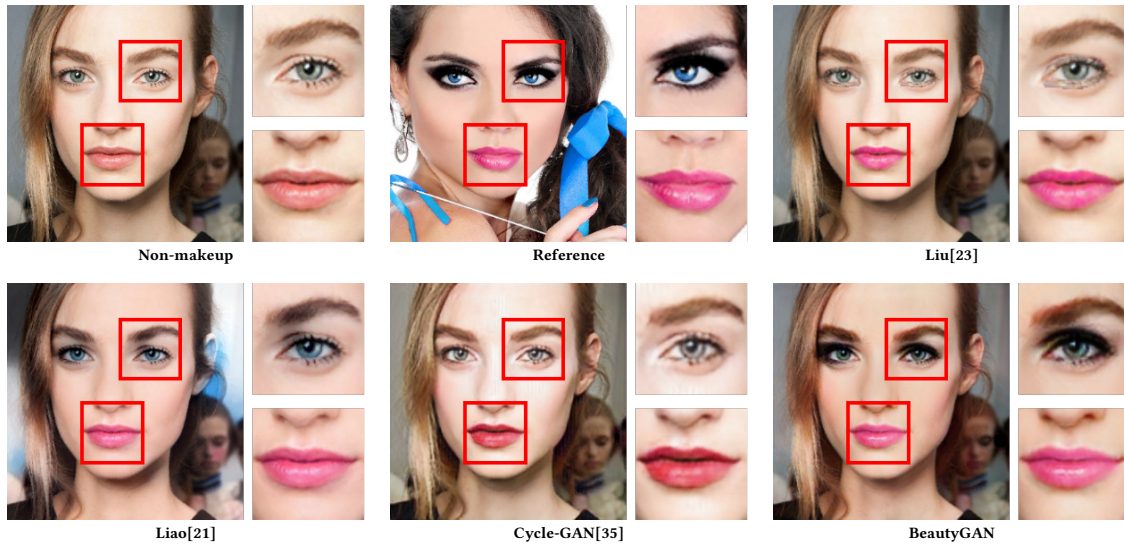 Non-makeup
Reference
Liu[23]
Liao[21]
Cycle-GAN[35]
BeautyGAN